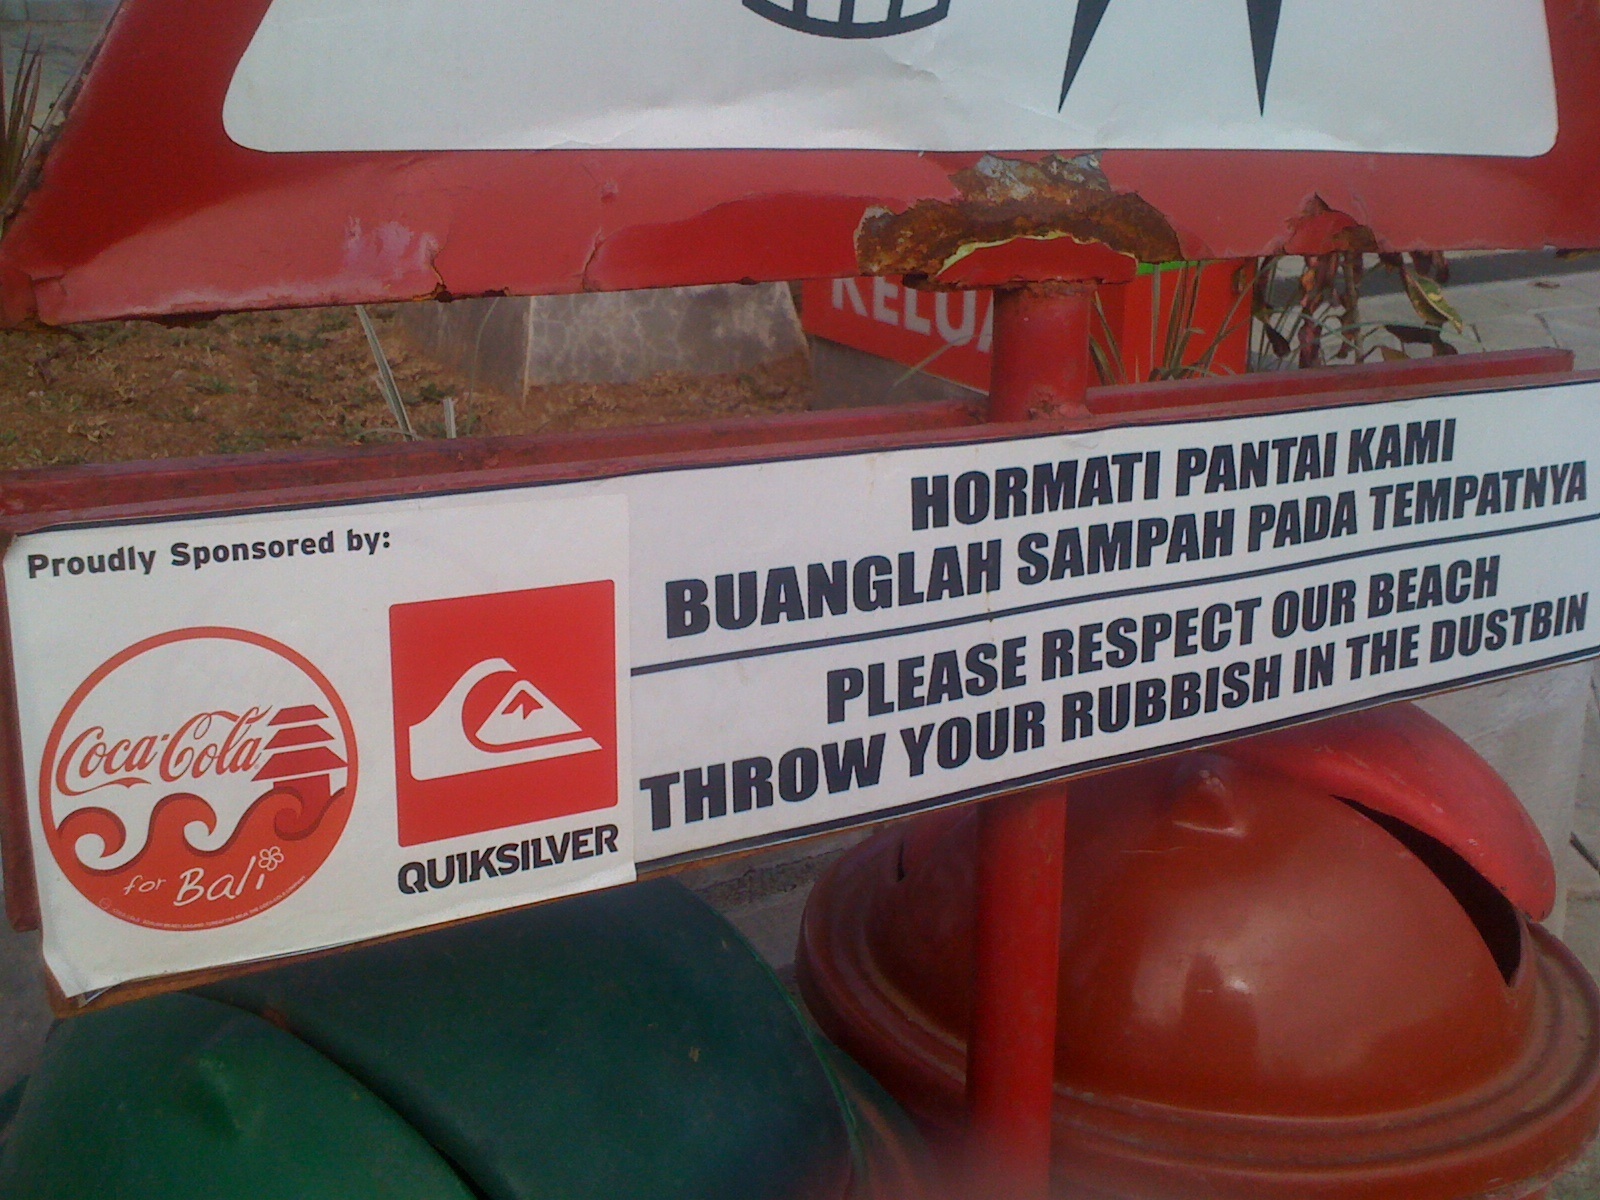 KELUA
Proudly Sponsored by:
Coca-Cola
for Bali
QUIKSILVER
HORMATI PANTAI KAMI
BUANGLAH SAMPAH PADA TEMPATNYA
PLEASE RESPECT OUR BEACH
THROW YOUR RUBBISH IN THE DUSTBIN